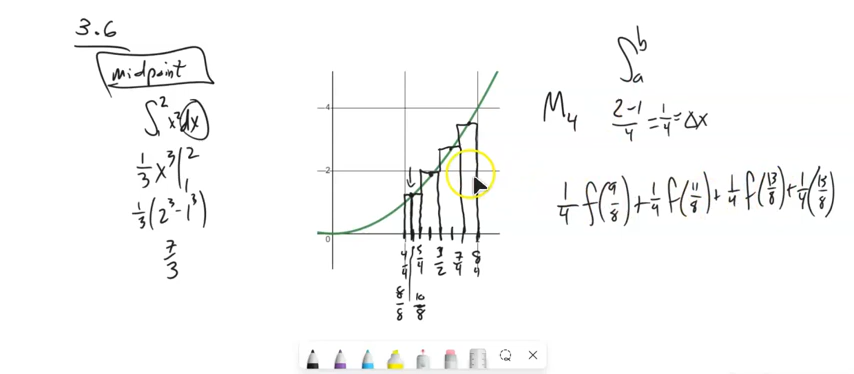 3.6
midpoint
∫₁² x² dx
1/3 x³ |₁²
1/3 (2³ - 1³)
7/3
4
2
0
4/4 5/4 3/2 7/4 8/4
8/8 10/8
∫ₐᵇ
M₄ 2-1/4 = 1/4 = Δx
1/4 f(9/8) + 1/4 f(11/8) + 1/4 f(13/8) + 1/4 (15/8)